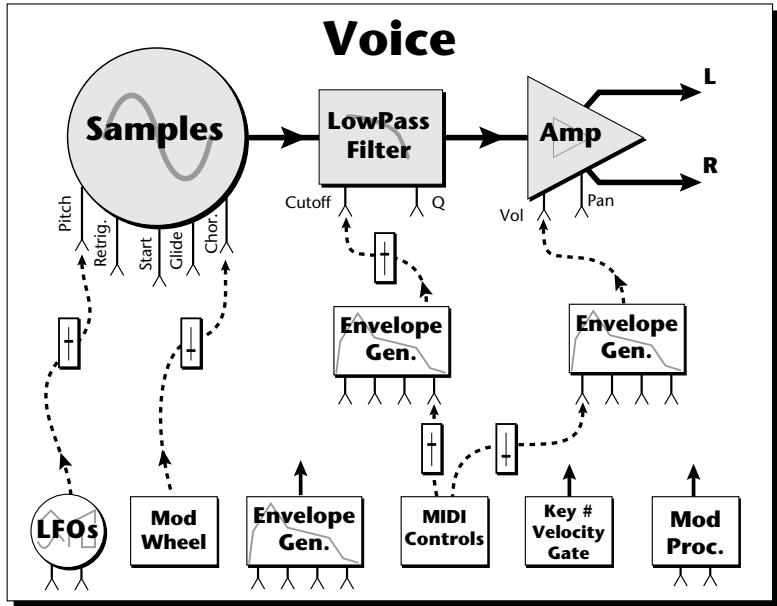 Voice
Samples
LowPass
Filter
Amp
L
R
Pitch
Retrig.
Start
Glide
Chor.
Cutoff
Q
Vol
Pan
Envelope
Gen.
Envelope
Gen.
LFOs
Mod
Wheel
Envelope
Gen.
MIDI
Controls
Key #
Velocity
Gate
Mod
Proc.